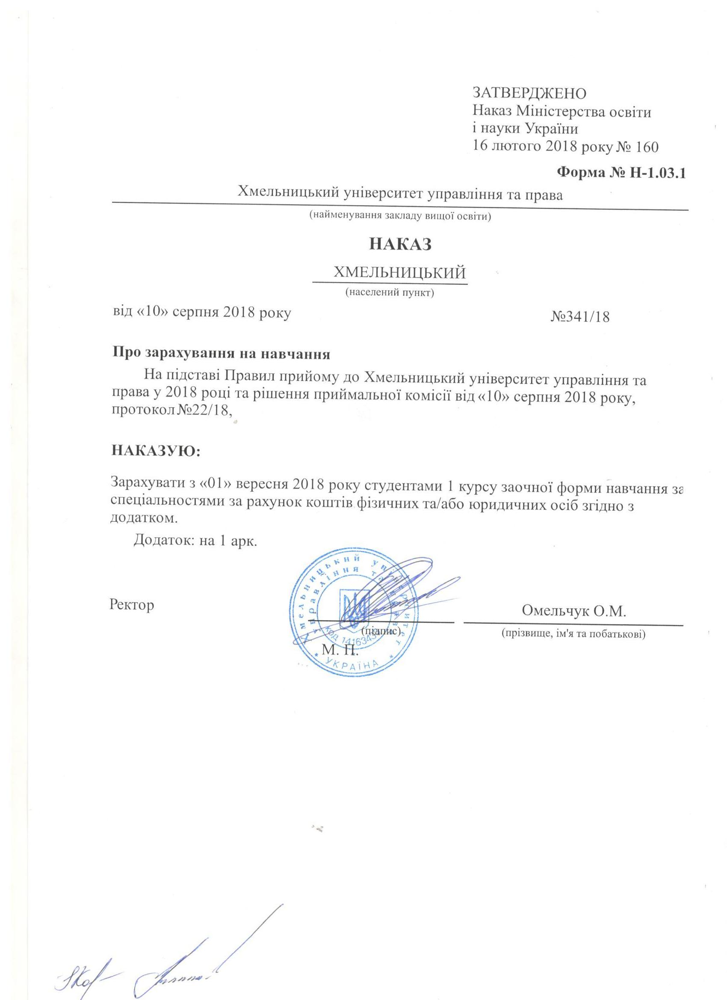 ЗАТВЕРДЖЕНО
Наказ Міністерства освіти
і науки України
16 лютого 2018 року № 160
Форма № Н-1.03.1
Хмельницький університет управління та права
(найменування закладу вищої освіти)
НАКАЗ
ХМЕЛЬНИЦЬКИЙ
(населений пункт)
від «10» серпня 2018 року №341/18
Про зарахування на навчання
На підставі Правил прийому до Хмельницький університет управління та
права у 2018 році та рішення приймальної комісії від «10» серпня 2018 року,
протокол №22/18,
НАКАЗУЮ:
Зарахувати з «01» вересня 2018 року студентами 1 курсу заочної форми навчання за
спеціальностями за рахунок коштів фізичних та/або юридичних осіб згідно з
додатком.
Додаток: на 1 арк.
Хмельницький університет
управління та права
Код
УКРАЇНА
Ректор
Омельчук О.М.
(підпис)
(прізвище, ім'я та побатькові)
М. П.